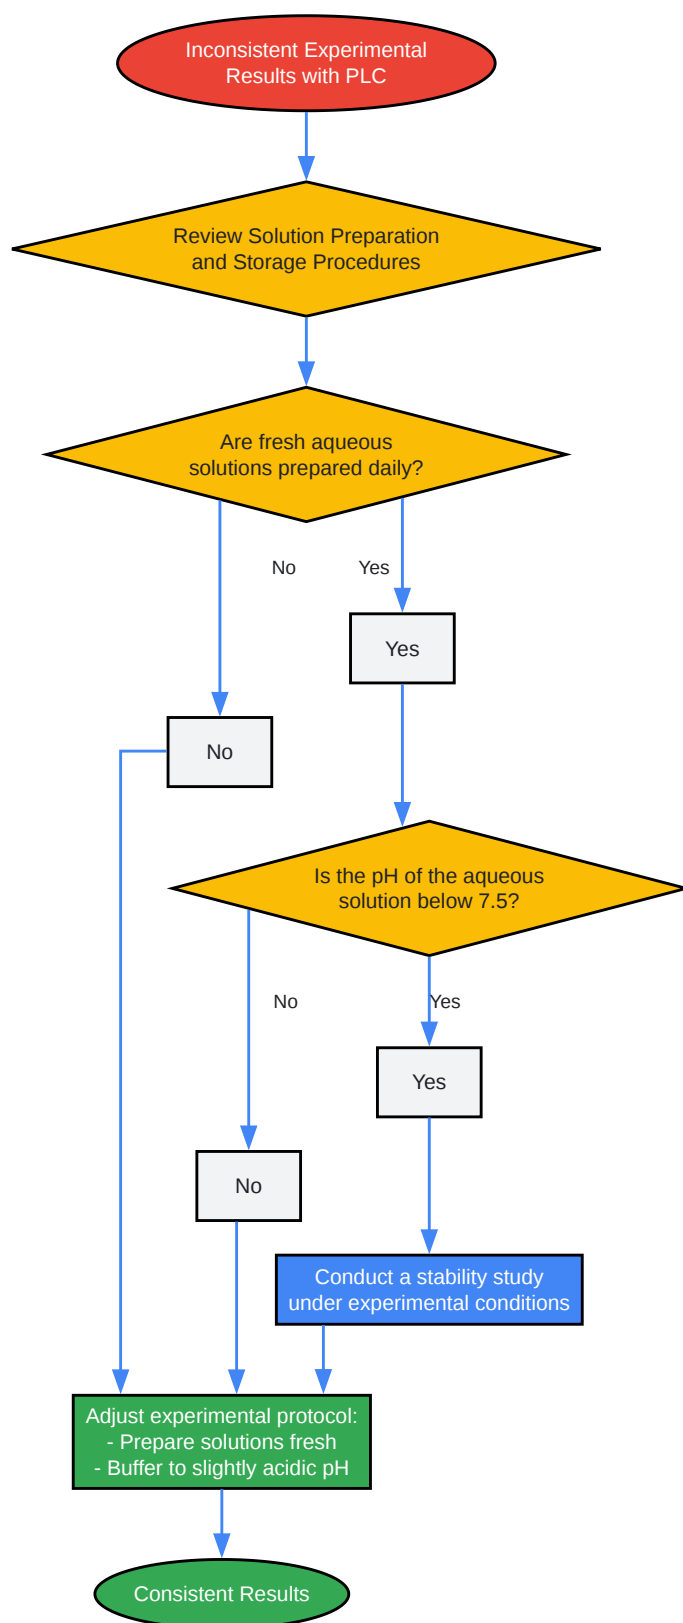 Inconsistent Experimental
Results with PLC
Review Solution Preparation
and Storage Procedures
Are fresh aqueous
solutions prepared daily?
No
Yes
Yes
No
Is the pH of the aqueous
solution below 7.5?
No
Yes
Yes
No
Conduct a stability study
under experimental conditions
Adjust experimental protocol:
- Prepare solutions fresh
- Buffer to slightly acidic pH
Consistent Results